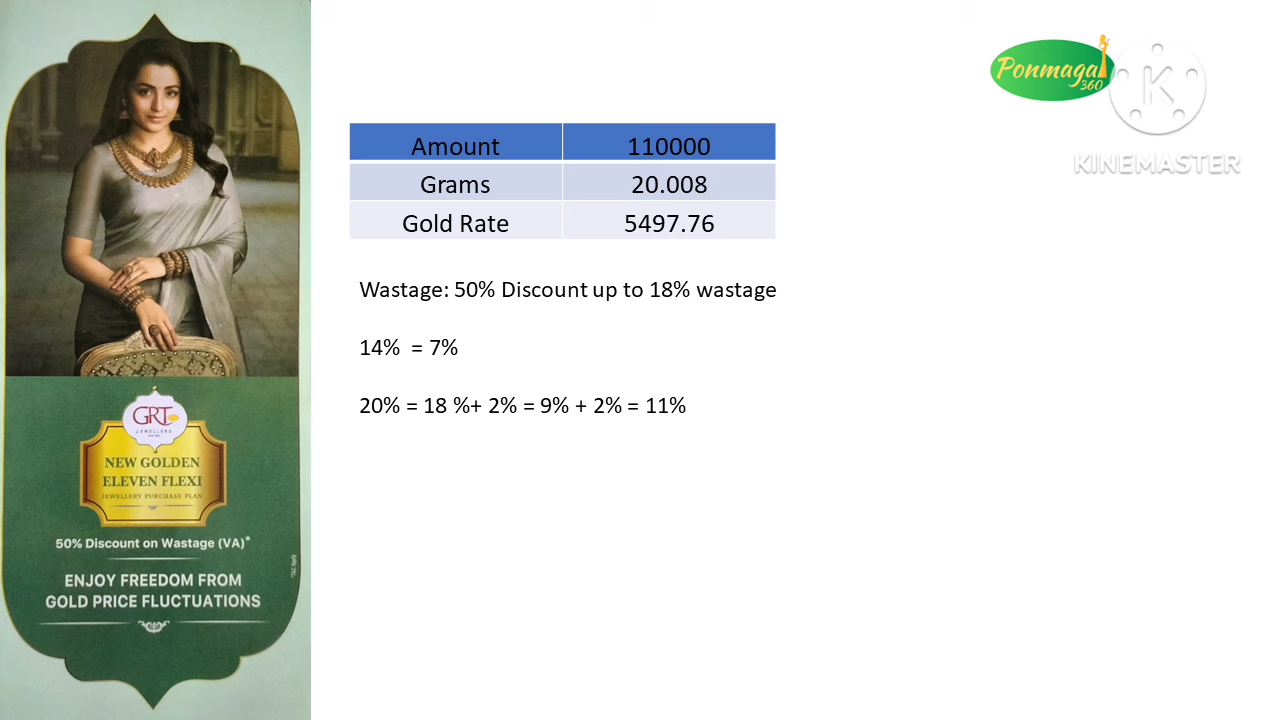 Ponmagal
360
K
KINEMASTER
Amount 110000
Grams 20.008
Gold Rate 5497.76
Wastage: 50% Discount up to 18% wastage
14% = 7%
20% = 18 %+ 2% = 9% + 2% = 11%
GRT
JEWELLERS
NEW GOLDEN
ELEVEN FLEXI
JEWELLERY PURCHASE PLAN
50% Discount on Wastage (VA)*
ENJOY FREEDOM FROM
GOLD PRICE FLUCTUATIONS